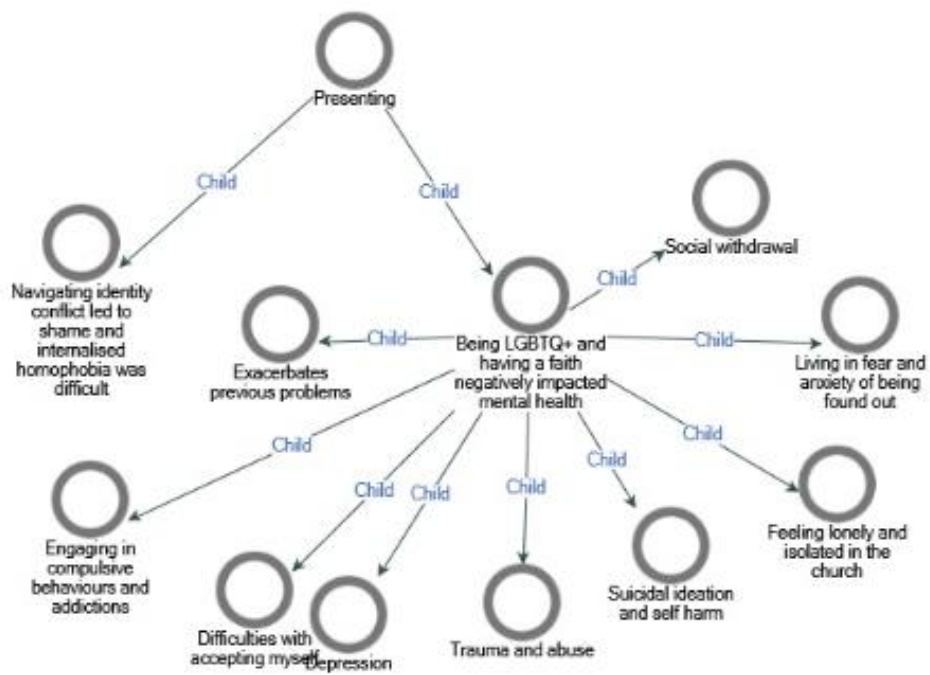 Presenting
Child
Child
Social withdrawal
Child
Navigating identity
conflict led to
shame and
internalised
homophobia was
difficult
Child
Exacerbates
previous problems
Being LGBTQ+ and
having a faith
negatively impacted
mental health
Child
Living in fear and
anxiety of being
found out
Child
Child
Child
Child
Child
Child
Engaging in
compulsive
behaviours and
addictions
Feeling lonely and
isolated in the
church
Suicidal ideation
and self harm
Difficulties with
accepting myself
Depression
Trauma and abuse